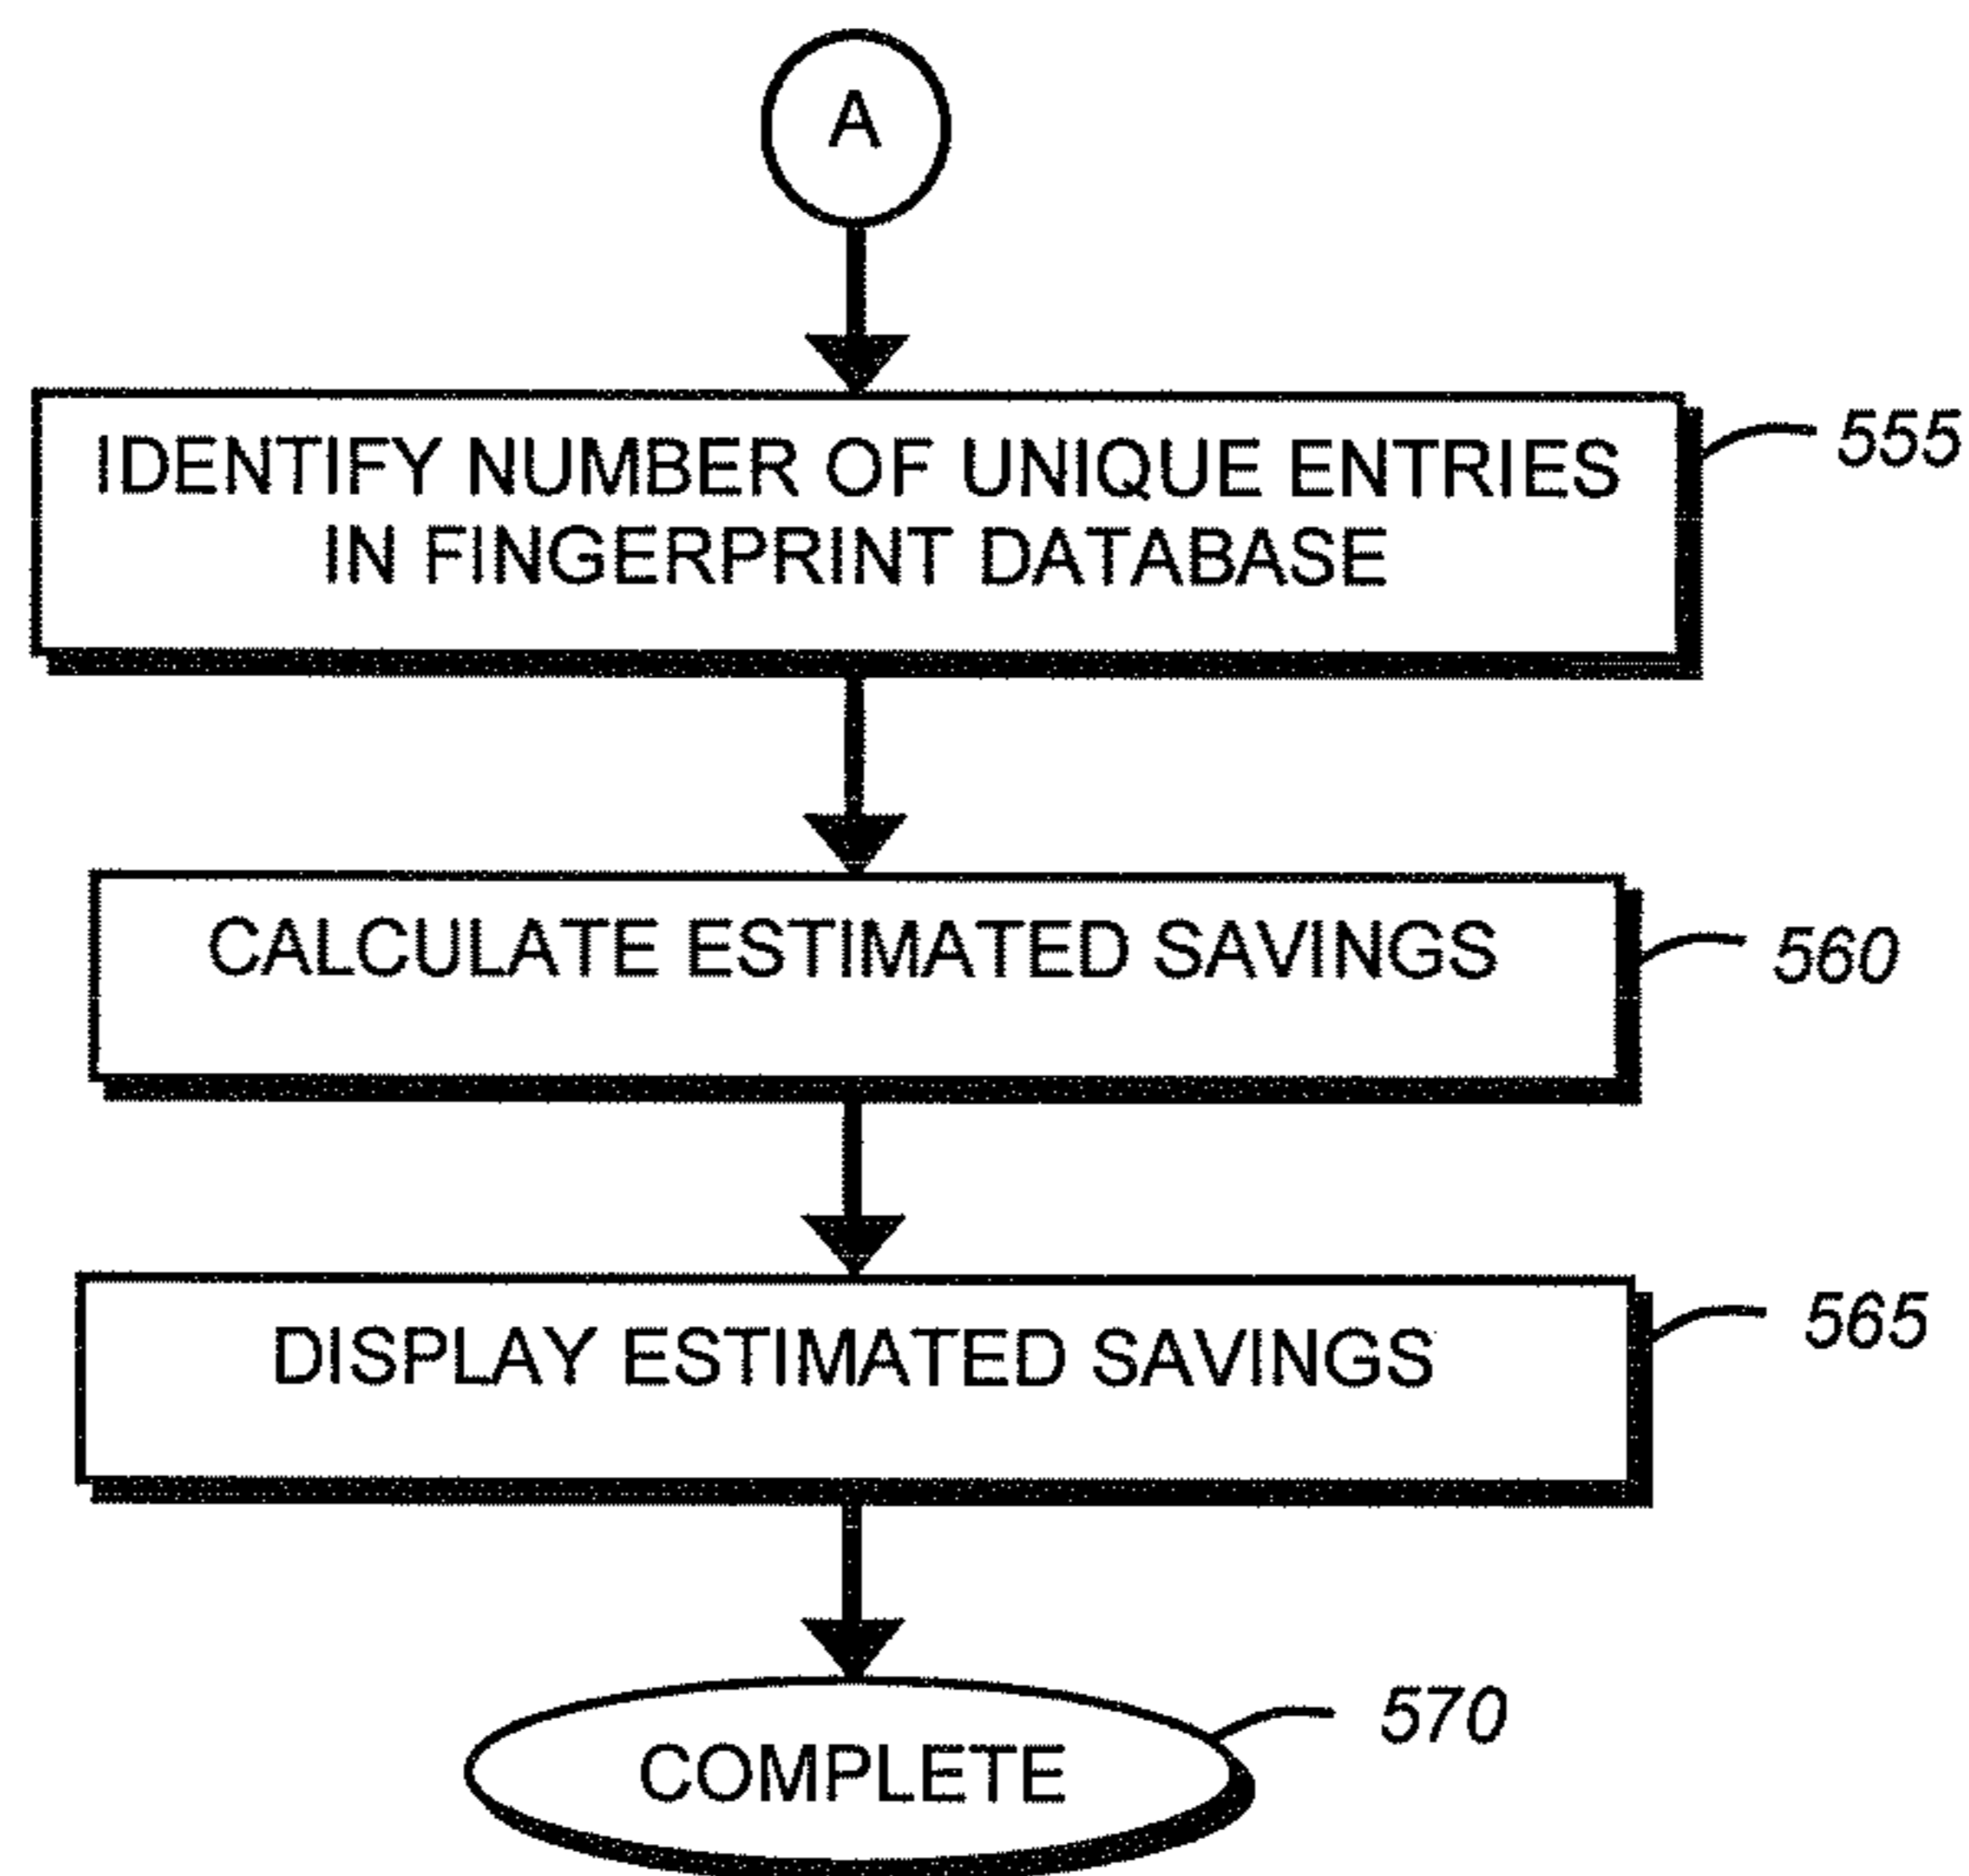 A
IDENTIFY NUMBER OF UNIQUE ENTRIES
IN FINGERPRINT DATABASE
555
CALCULATE ESTIMATED SAVINGS
560
DISPLAY ESTIMATED SAVINGS
565
COMPLETE
570